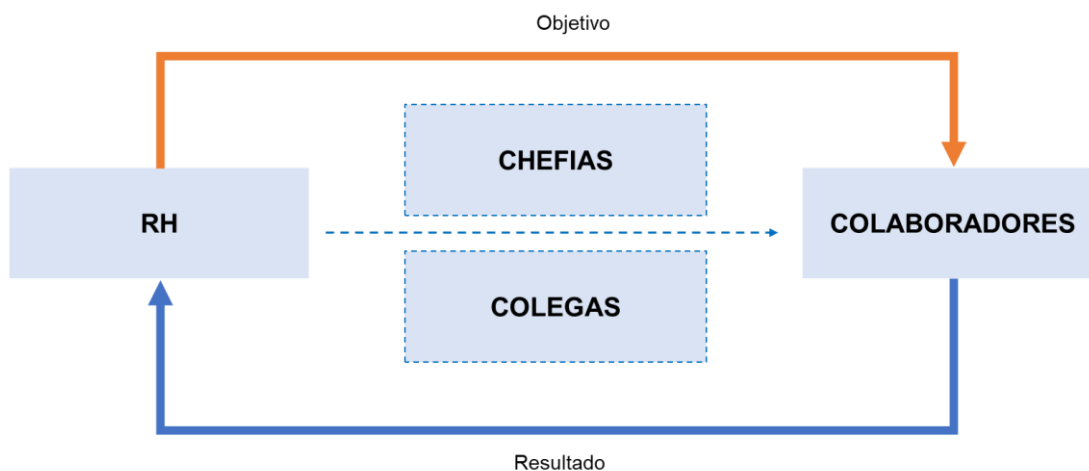 Objetivo
CHEFIAS
RH
COLABORADORES
COLEGAS
Resultado